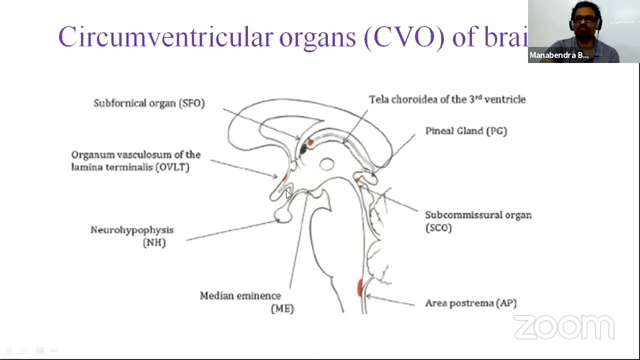 Circumventricular organs (CVO) of brai
Manabendra B...
Subfornical organ (SFO)
Tela choroidea of the 3rd ventricle
Pineal Gland (PG)
Organum vasculosum of the
lamina terminalis (OVLT)
Subcommissural organ
(SCO)
Neurohypophysis
(NH)
Median eminence
(ME)
Area postrema (AP)
zoom